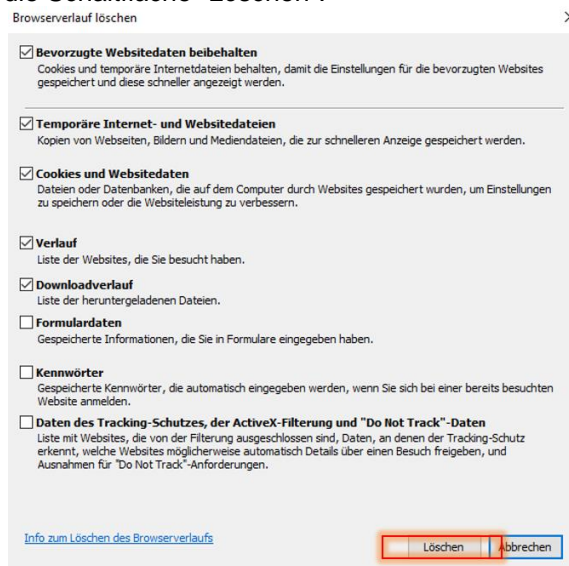 die Schaltfläche "Löschen".
Browserverlauf löschen
Bevorzugte Websitedaten beibehalten
Cookies und temporäre Internetdateien behalten, damit die Einstellungen für die bevorzugten Websites
gespeichert und diese schneller angezeigt werden.
Temporäre Internet- und Websitedateien
Kopien von Webseiten, Bildern und Mediendateien, die zur schnelleren Anzeige gespeichert werden.
Cookies und Websitedaten
Dateien oder Datenbanken, die auf dem Computer durch Websites gespeichert wurden, um Einstellungen
zu speichern oder die Websiteleistung zu verbessern.
Verlauf
Liste der Websites, die Sie besucht haben.
Downloadverlauf
Liste der heruntergeladenen Dateien.
Formulardaten
Gespeicherte Informationen, die Sie in Formulare eingegeben haben.
Kennwörter
Gespeicherte Kennwörter, die automatisch eingegeben werden, wenn Sie sich bei einer bereits besuchten
Website anmelden.
Daten des Tracking-Schutzes, der ActiveX-Filterung und "Do Not Track"-Daten
Liste mit Websites, die von der Filterung ausgeschlossen sind, Daten, an denen der Tracking-Schutz
erkennt, welche Websites möglicherweise automatisch Details über einen Besuch freigeben, und
Ausnahmen für "Do Not Track"-Anforderungen.
Info zum Löschen des Browserverlaufs
Löschen Abbrechen